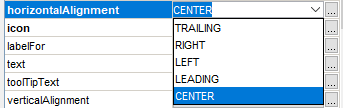 horizontalAlignment CENTER ...
icon TRAILING ...
labelFor RIGHT ...
text LEFT ...
toolTipText LEADING ...
verticalAlignment CENTER ...